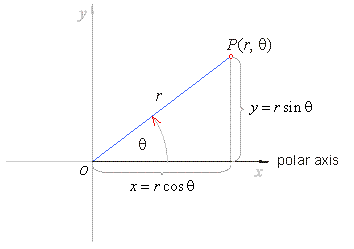 y
P(r, θ)
r
y = r sin θ
θ
O
polar axis
x
x = r cos θ